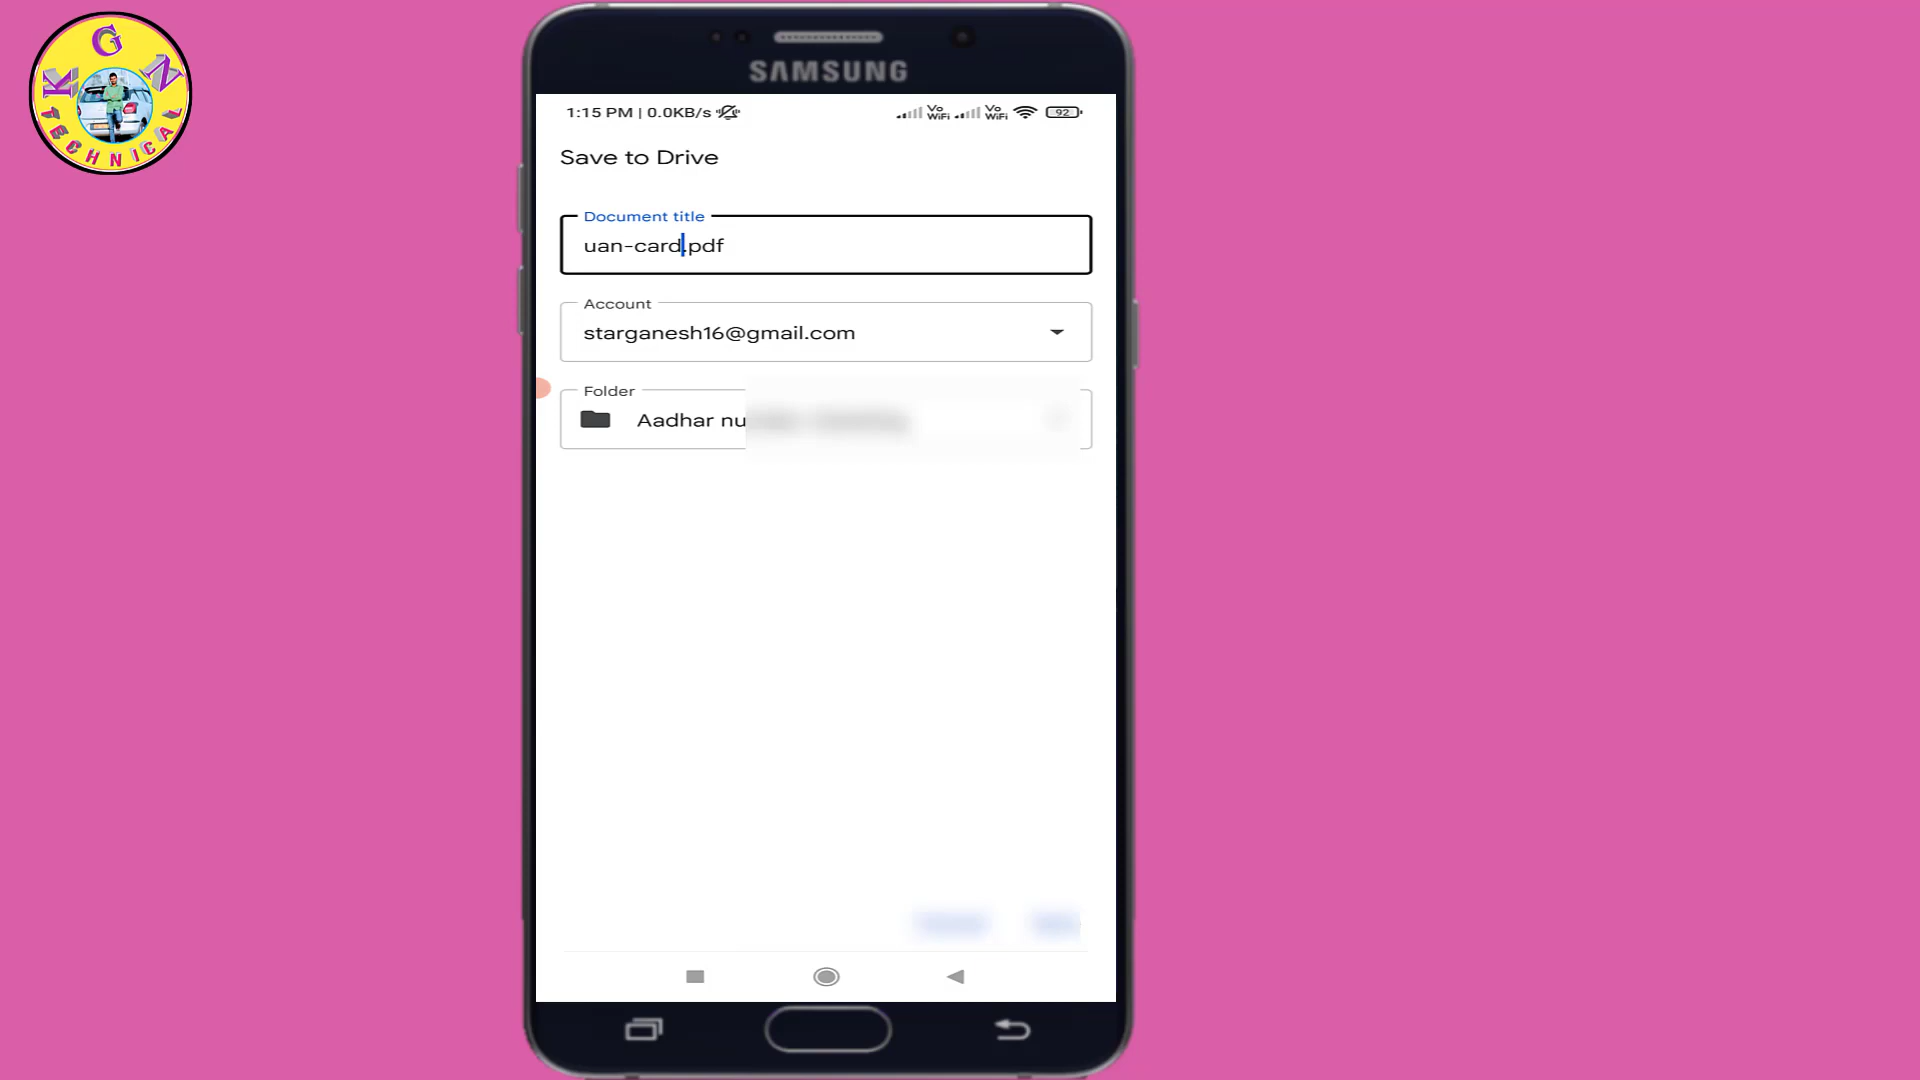 KGN
TECHNICAL
SAMSUNG
1:15 PM | 0.0KB/s
Vo WiFi Vo WiFi 92
Save to Drive
Document title
uan-card.pdf
Account
starganesh16@gmail.com
Folder
Aadhar nu